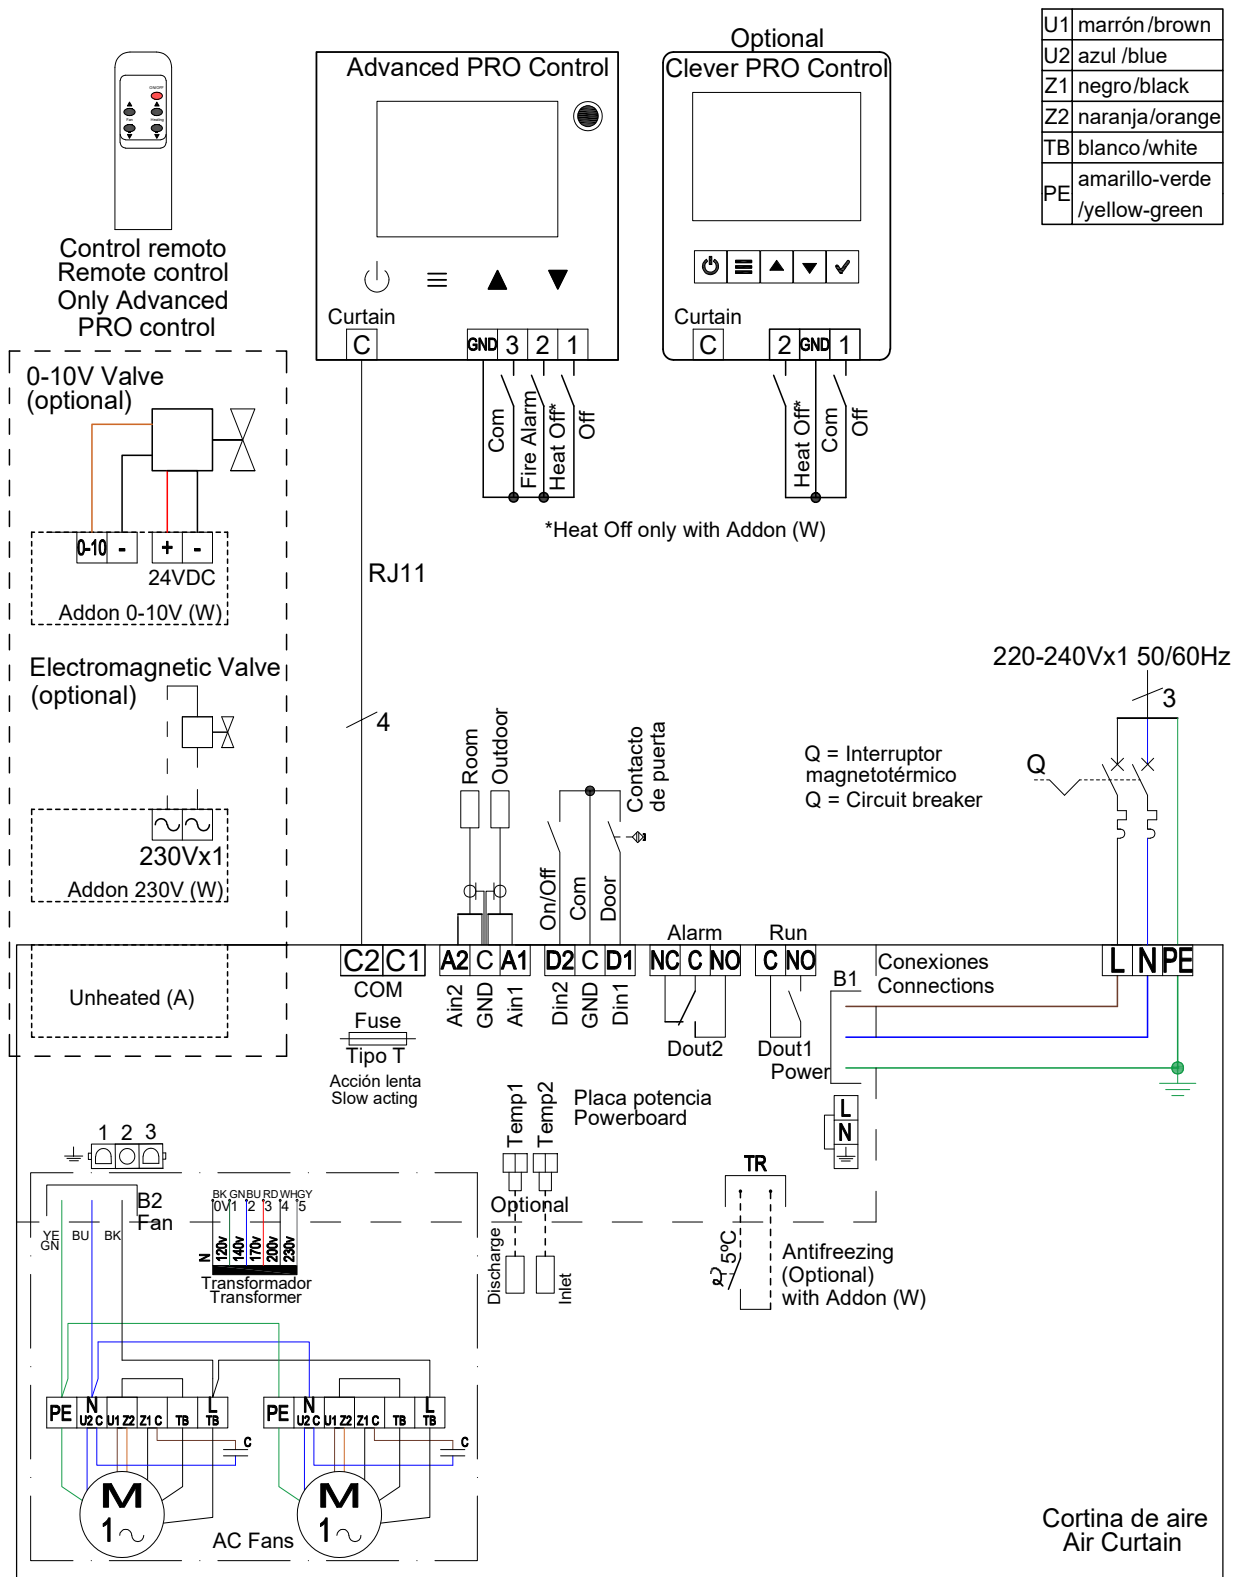 U1 marrón/brown
U2 azul /blue
Z1 negro/black
Z2 naranja/orange
TB blanco/white
PE amarillo-verde
/yellow-green
ON/OFF
Fan
Heating
Control remoto
Remote control
Only Advanced
PRO control
Advanced PRO Control
Curtain
C
GND 3 2 1
Com
Fire Alarm
Heat Off*
Off
Optional
Clever PRO Control
Curtain
C
2 GND 1
Heat Off*
Com
Off
*Heat Off only with Addon (W)
0-10V Valve
(optional)
0-10 - + -
24VDC
Addon 0-10V (W)
Electromagnetic Valve
(optional)
230Vx1
Addon 230V (W)
Unheated (A)
RJ11
4
Room
Outdoor
On/Off
Com
Door
Contacto
de puerta
220-240Vx1 50/60Hz
3
Q
Q = Interruptor
magnetotérmico
Q = Circuit breaker
C2 C1
COM
A2 C A1
Ain2
GND
Ain1
D2 C D1
Din2
GND
Din1
Alarm
NC C NO
Dout2
Run
C NO
Dout1
Power
B1
Conexiones
Connections
L N PE
Fuse
Tipo T
Acción lenta
Slow acting
Temp1
Temp2
Placa potencia
Powerboard
L
N
Optional
Discharge
Inlet
TR
5ºC
Antifreezing
(Optional)
with Addon (W)
1 2 3
B2
Fan
YE
GN
BU
BK
BK GN BU RD WH GY
0V 1 2 3 4 5
N 120v 140v 170v 200v 230v
Transformador
Transformer
PE N L
U2 C U1 Z2 Z1 C TB TB
C
M
1
PE N L
U2 C U1 Z2 Z1 C TB TB
C
M
1
AC Fans
Cortina de aire
Air Curtain